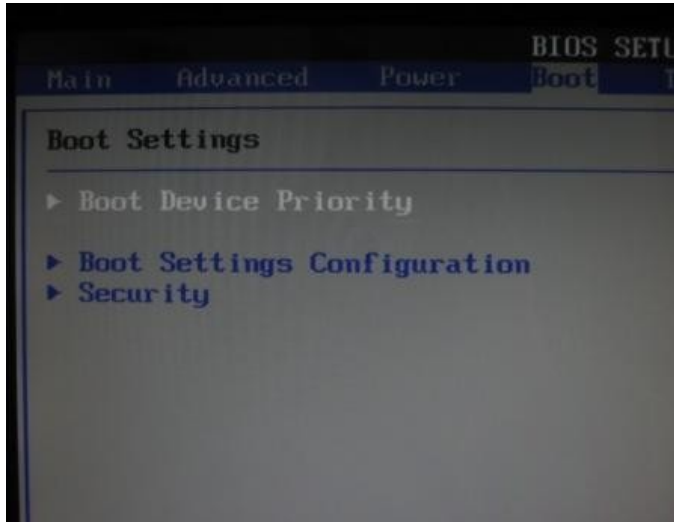 BIOS SETU
Main Advanced Power Boot T
Boot Settings
▶ Boot Device Priority
▶ Boot Settings Configuration
▶ Security